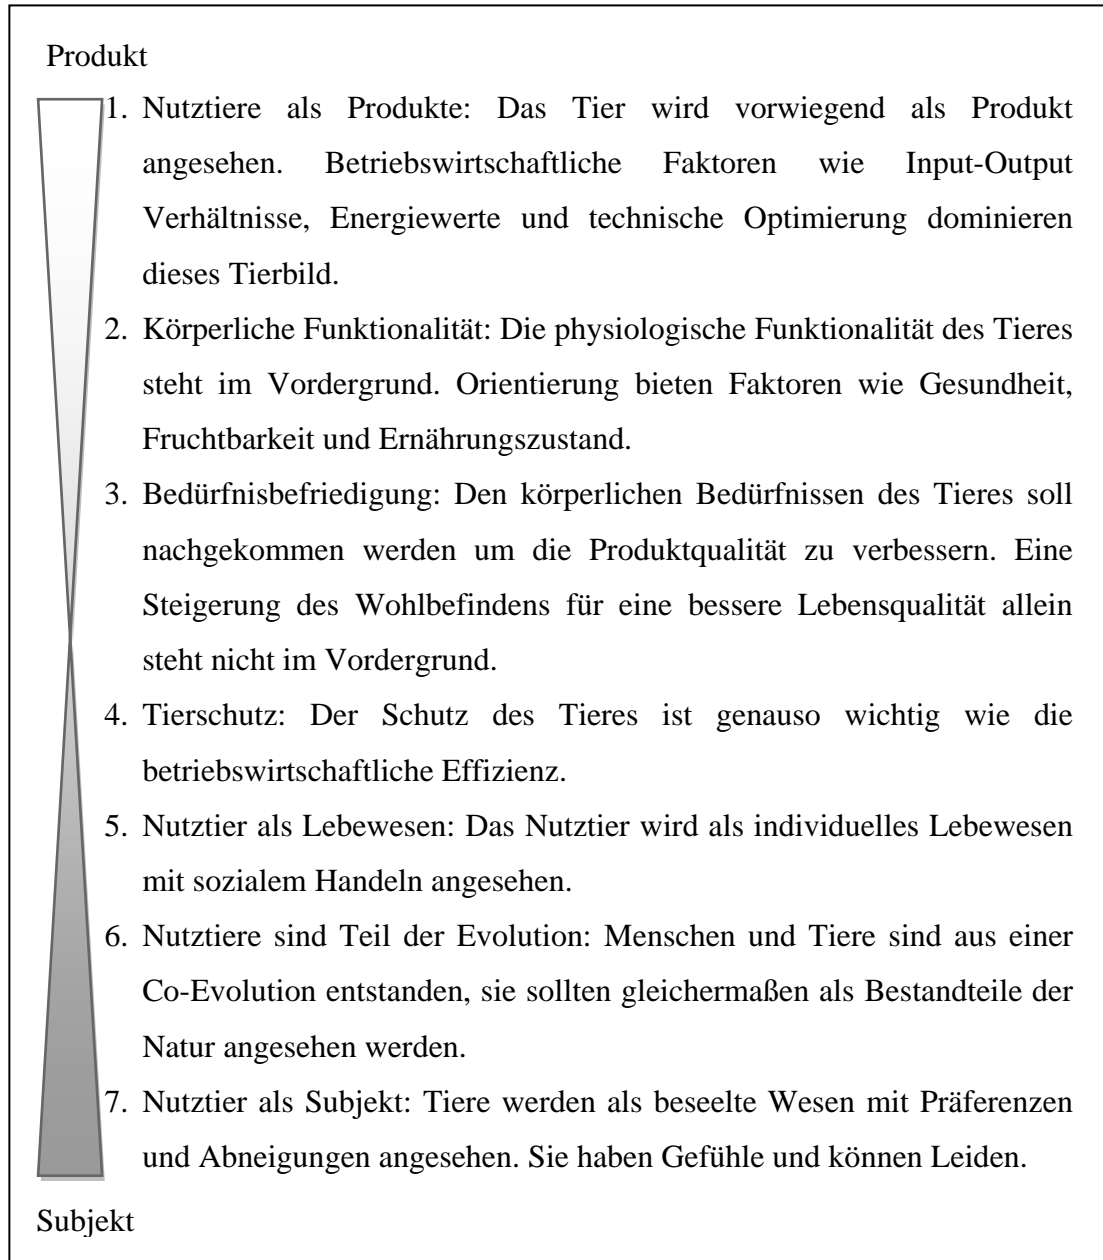 Produkt
1. Nutztiere als Produkte: Das Tier wird vorwiegend als Produkt
angesehen. Betriebswirtschaftliche Faktoren wie Input-Output
Verhältnisse, Energiewerte und technische Optimierung dominieren
dieses Tierbild.
2. Körperliche Funktionalität: Die physiologische Funktionalität des Tieres
steht im Vordergrund. Orientierung bieten Faktoren wie Gesundheit,
Fruchtbarkeit und Ernährungszustand.
3. Bedürfnisbefriedigung: Den körperlichen Bedürfnissen des Tieres soll
nachgekommen werden um die Produktqualität zu verbessern. Eine
Steigerung des Wohlbefindens für eine bessere Lebensqualität allein
steht nicht im Vordergrund.
4. Tierschutz: Der Schutz des Tieres ist genauso wichtig wie die
betriebswirtschaftliche Effizienz.
5. Nutztier als Lebewesen: Das Nutztier wird als individuelles Lebewesen
mit sozialem Handeln angesehen.
6. Nutztiere sind Teil der Evolution: Menschen und Tiere sind aus einer
Co-Evolution entstanden, sie sollten gleichermaßen als Bestandteile der
Natur angesehen werden.
7. Nutztier als Subjekt: Tiere werden als beseelte Wesen mit Präferenzen
und Abneigungen angesehen. Sie haben Gefühle und können Leiden.
Subjekt